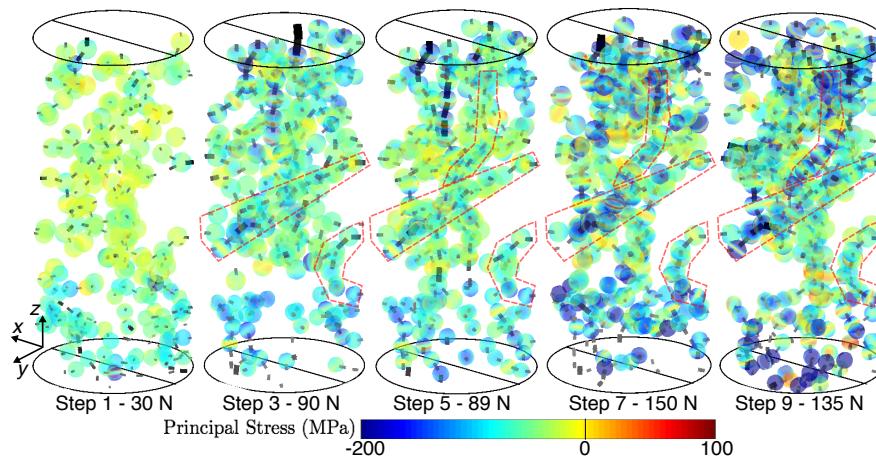 z
x
y
Step 1 - 30 N
Step 3 - 90 N
Step 5 - 89 N
Step 7 - 150 N
Step 9 - 135 N
Principal Stress (MPa)
-200
0
100